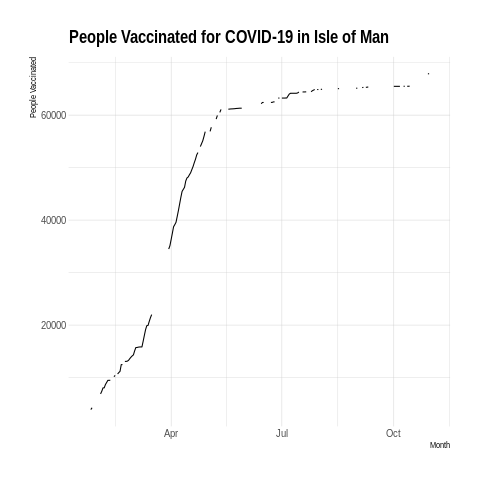 People Vaccinated for COVID-19 in Isle of Man
People Vaccinated
60000
40000
20000
Apr Jul Oct
Month